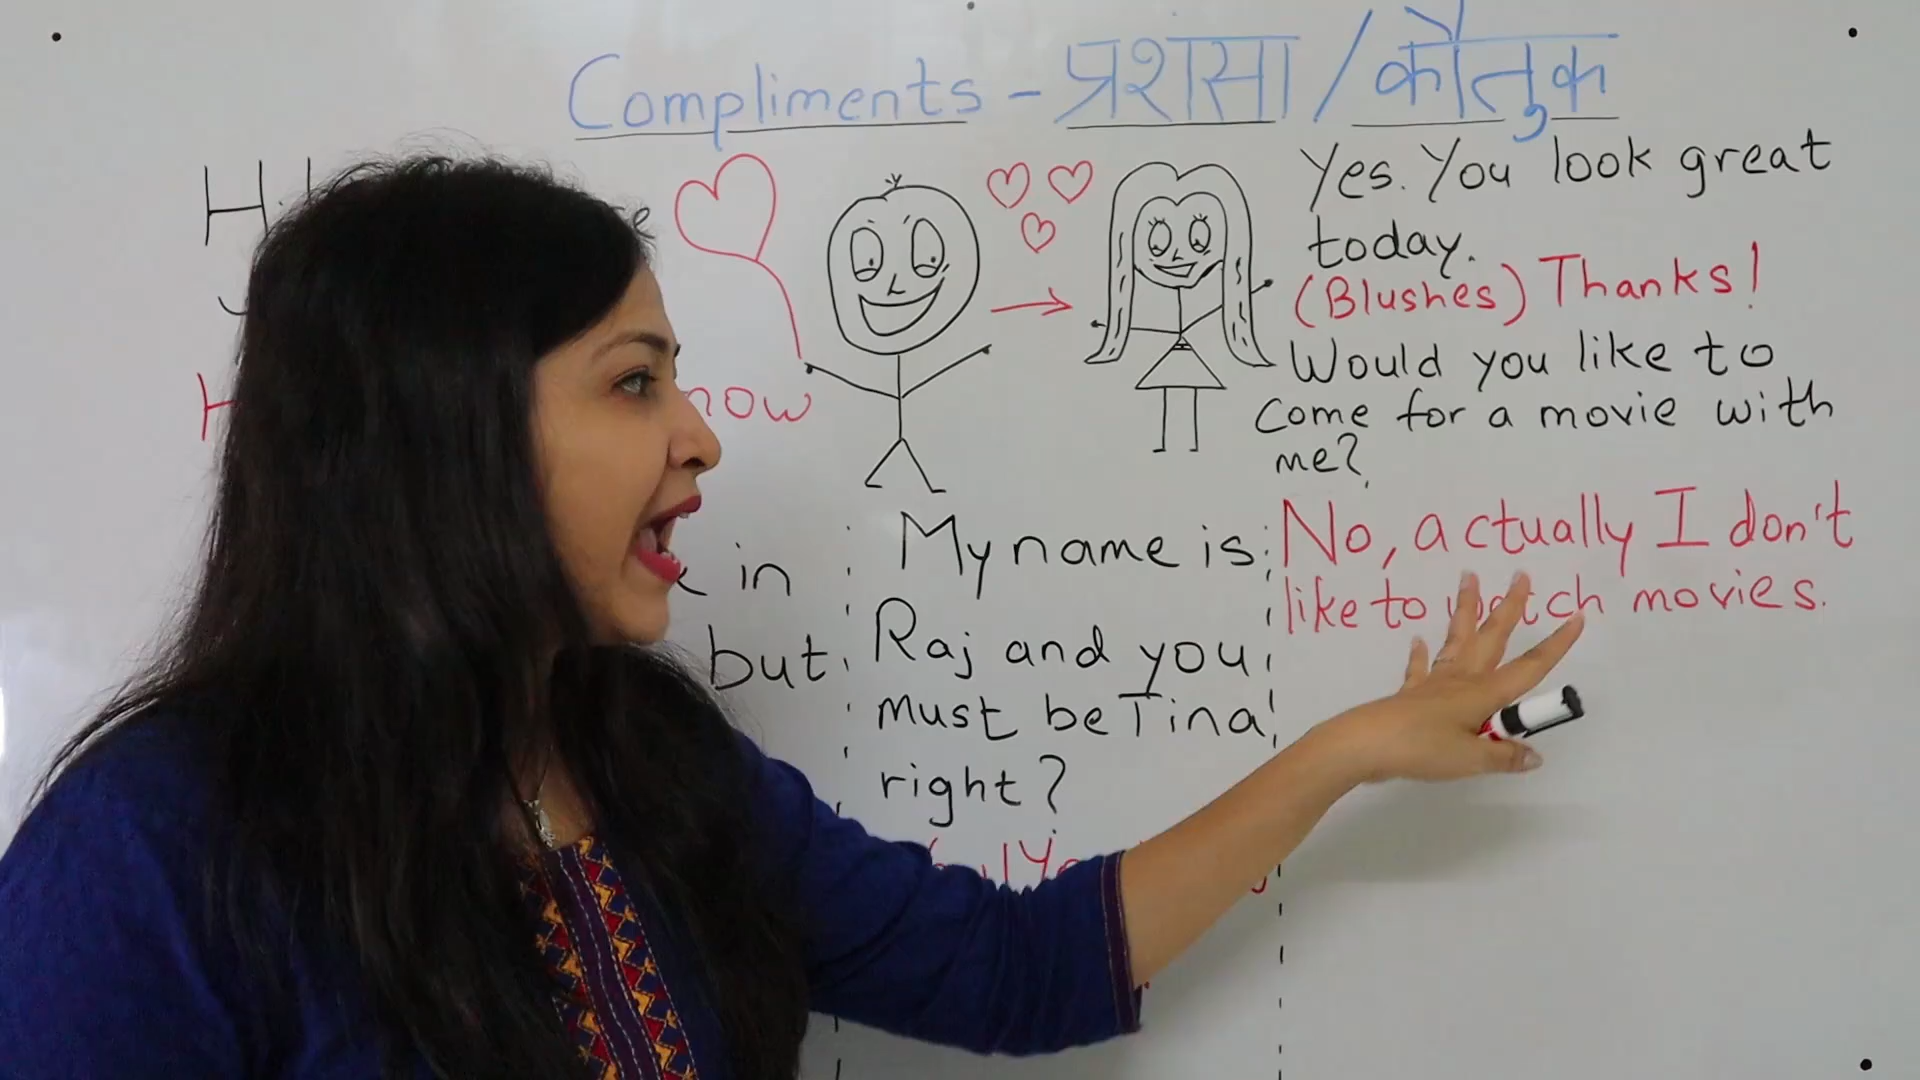 Compliments - प्रशंसा / कौतुक
now
in
but
My name is
Raj and you
must be Tina
right?
Yes. You look great
today.
(Blushes) Thanks!
Would you like to
come for a movie with
me?
No, actually I don't
like to watch movies.